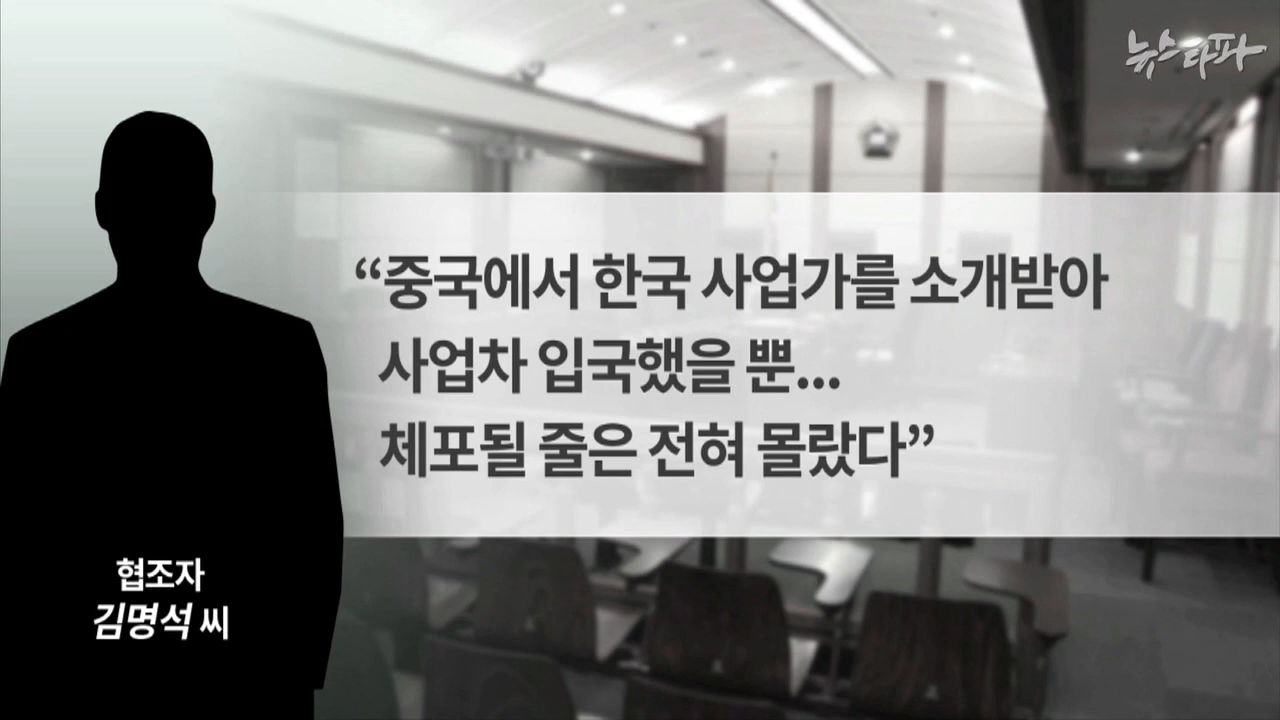 뉴스타파
“중국에서 한국 사업가를 소개받아
사업차 입국했을 뿐...
체포될 줄은 전혀 몰랐다”
협조자
김명석 씨